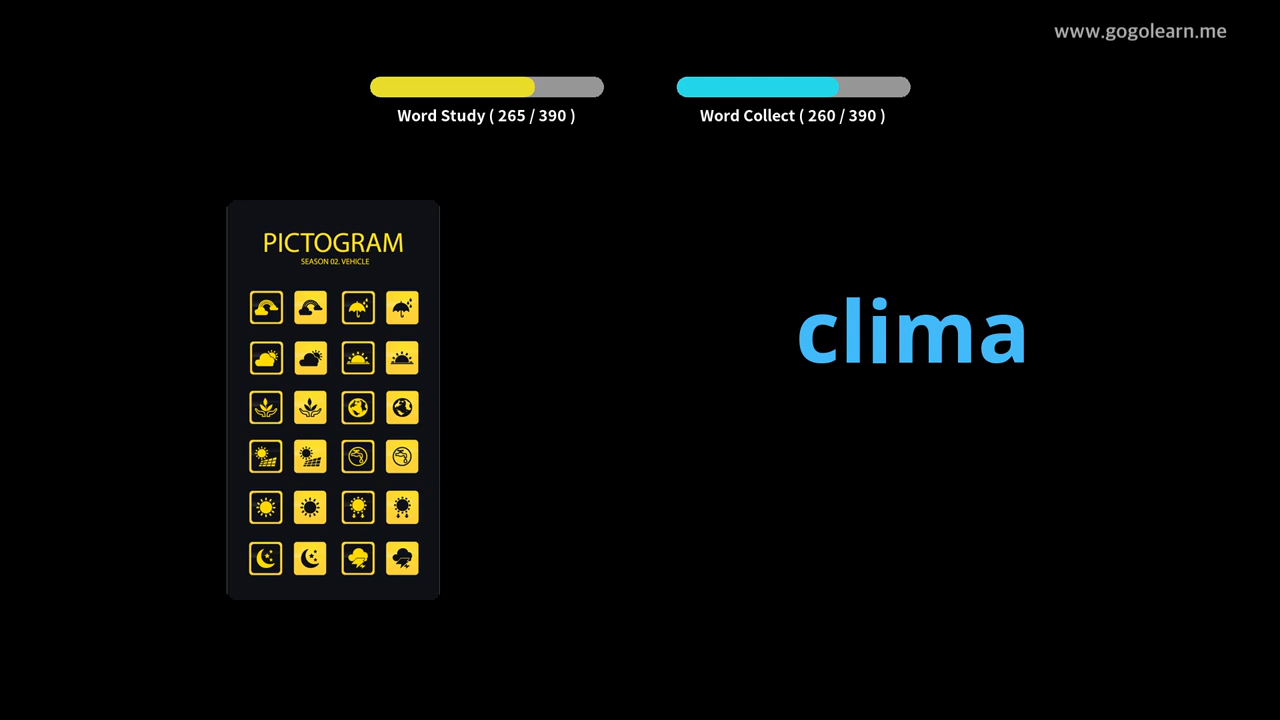 www.gogolearn.me
Word Study ( 265 / 390 )
Word Collect ( 260 / 390 )
PICTOGRAM
SEASON 02. VEHICLE
clima